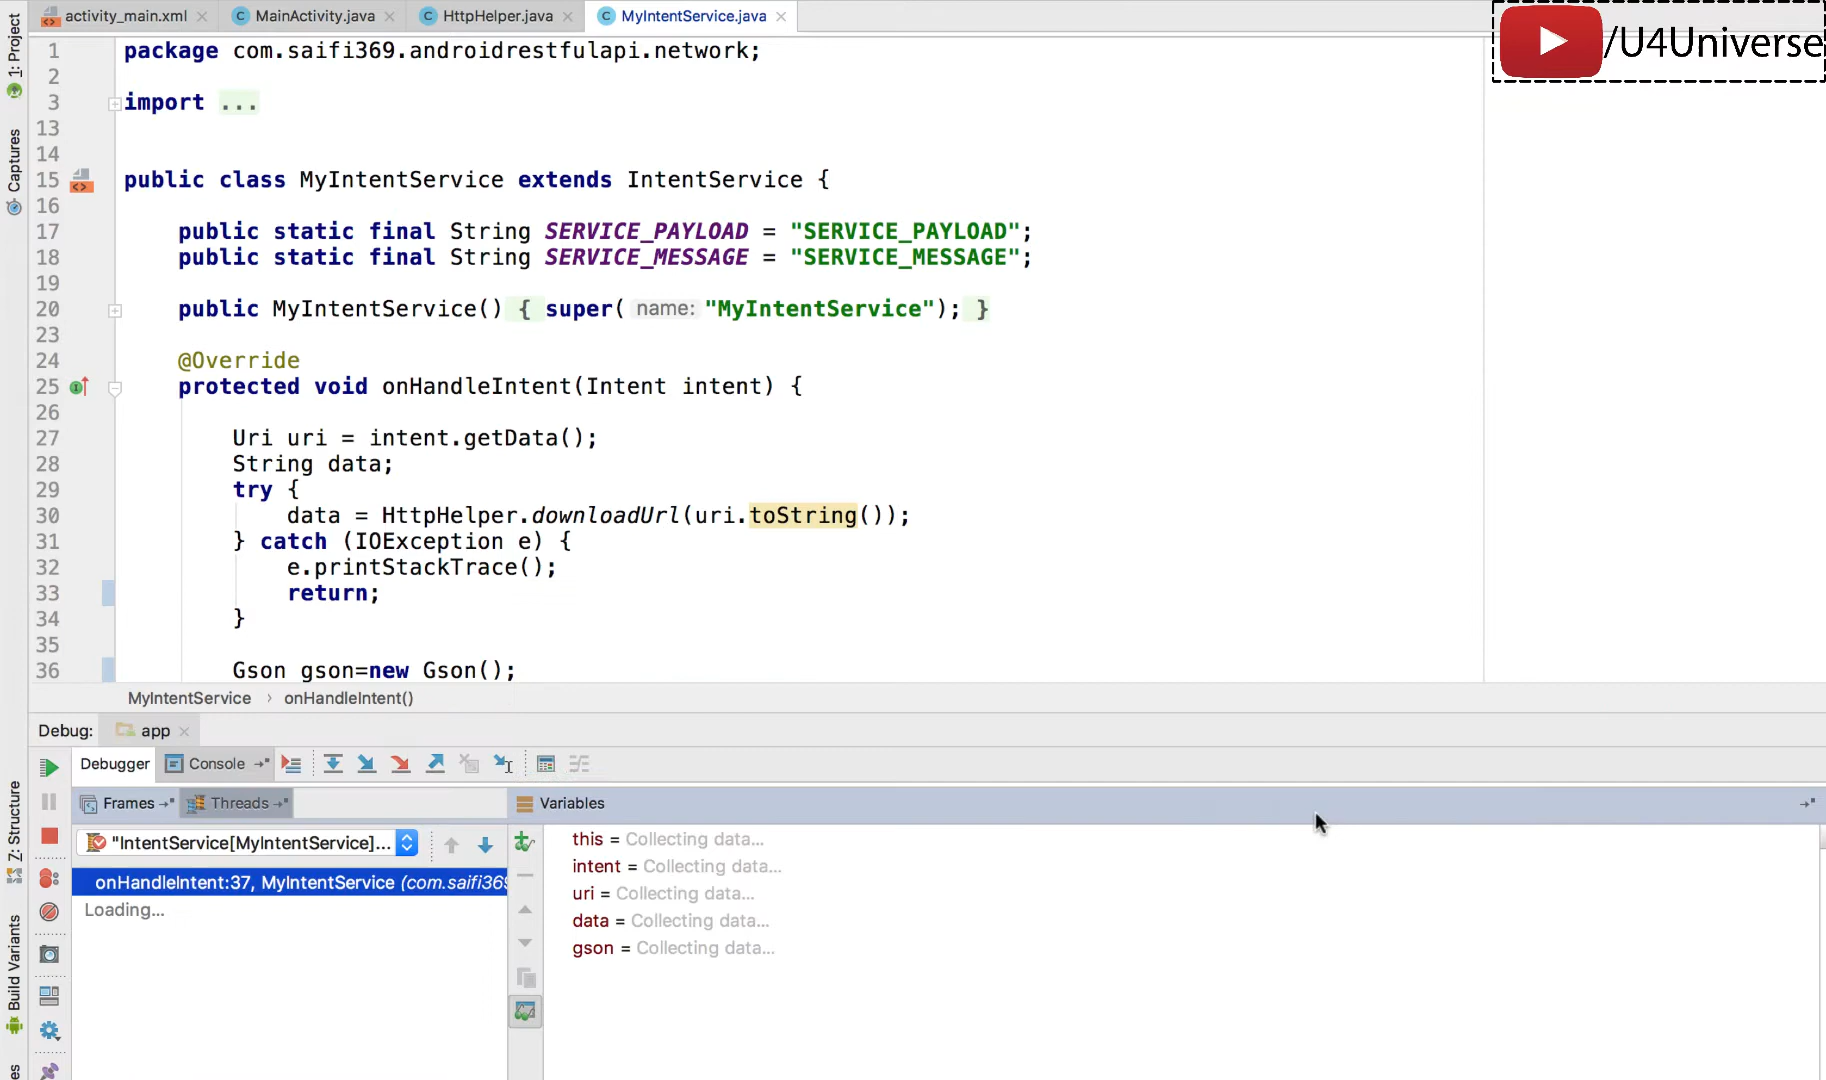 activity_main.xml MainActivity.java HttpHelper.java MyIntentService.java
/U4Universe
1: Project
Captures
1 package com.saifi369.androidrestfulapi.network;
2
3 import ...
13
14
15 public class MyIntentService extends IntentService {
16
17 public static final String SERVICE_PAYLOAD = "SERVICE_PAYLOAD";
18 public static final String SERVICE_MESSAGE = "SERVICE_MESSAGE";
19
20 public MyIntentService() { super( name: "MyIntentService"); }
23
24 @Override
25 protected void onHandleIntent(Intent intent) {
26
27 Uri uri = intent.getData();
28 String data;
29 try {
30 data = HttpHelper.downloadUrl(uri.toString());
31 } catch (IOException e) {
32 e.printStackTrace();
33 return;
34 }
35
36 Gson gson=new Gson();
MyIntentService › onHandleIntent()
Debug: app
Debugger Console
Frames Threads Variables
"IntentService[MyIntentService]...
onHandleIntent:37, MyIntentService (com.saifi369
Loading...
this = Collecting data...
intent = Collecting data...
uri = Collecting data...
data = Collecting data...
gson = Collecting data...
7: Structure
Build Variants
es